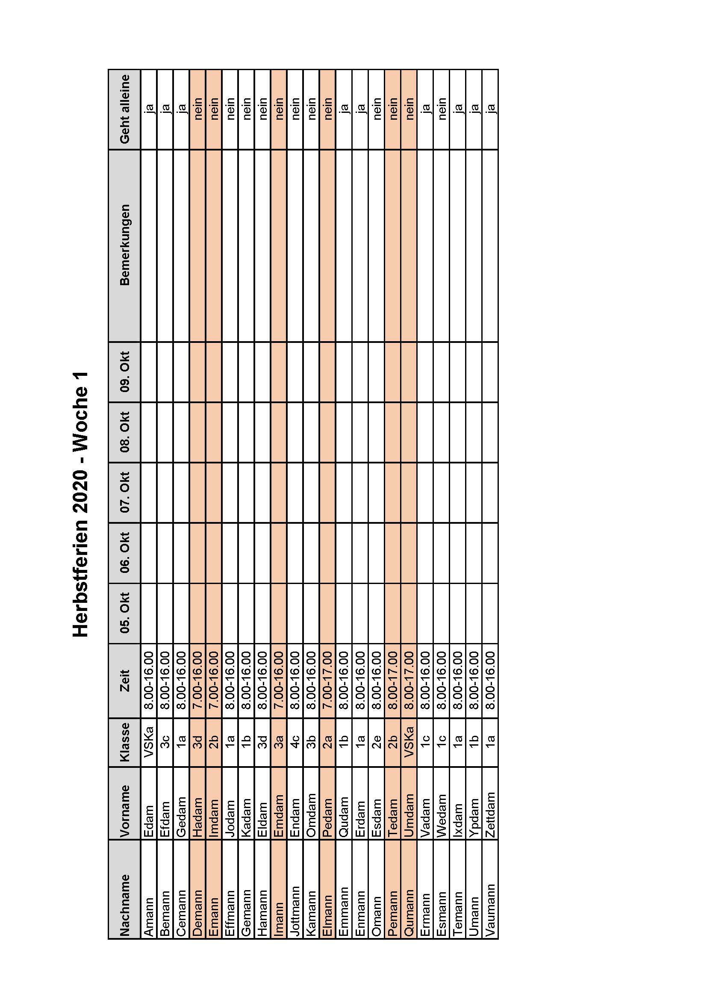 Herbstferien 2020 - Woche 1
Nachname Vorname Klasse Zeit 05. Okt 06. Okt 07. Okt 08. Okt 09. Okt Bemerkungen Geht alleine
Amann Edam VSKa 8.00-16.00 ja
Bemann Efdam 3c 8.00-16.00 ja
Cemann Gedam 1a 8.00-16.00 ja
Demann Hadam 3d 7.00-16.00 nein
Emann Imdam 2b 7.00-16.00 nein
Effmann Jodam 1a 8.00-16.00 nein
Gemann Kadam 1b 8.00-16.00 nein
Hamann Eldam 3d 8.00-16.00 nein
Imann Emdam 3a 7.00-16.00 nein
Jottmann Endam 4c 8.00-16.00 nein
Kamann Omdam 3b 8.00-16.00 nein
Elmann Pedam 2a 7.00-17.00 nein
Emmann Qudam 1b 8.00-16.00 ja
Enmann Erdam 1a 8.00-16.00 ja
Omann Esdam 2e 8.00-16.00 nein
Pemann Tedam 2b 8.00-17.00 nein
Qumann Umdam VSKa 8.00-17.00 nein
Ermann Vadam 1c 8.00-16.00 ja
Esmann Wedam 1c 8.00-16.00 nein
Temann Ixdam 1a 8.00-16.00 ja
Umann Ypdam 1b 8.00-16.00 ja
Vaumann Zettdam 1a 8.00-16.00 ja